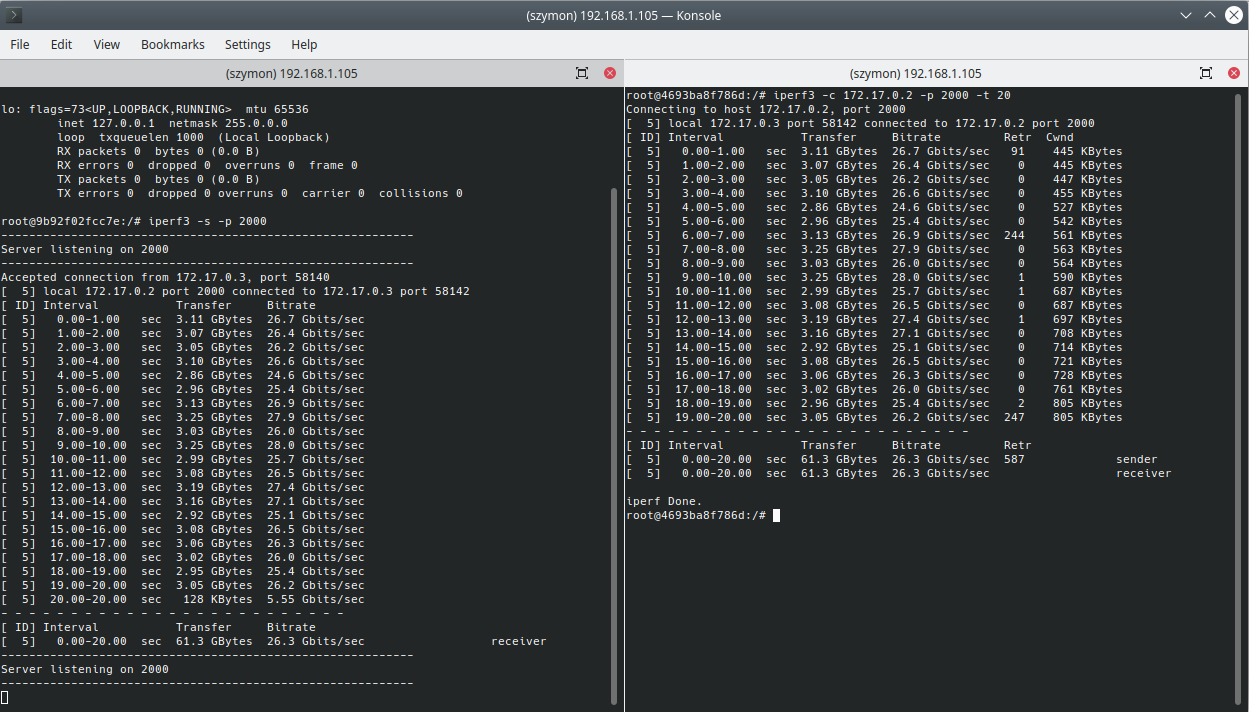 (szymon) 192.168.1.105 — Konsole
File Edit View Bookmarks Settings Help
(szymon) 192.168.1.105
lo: flags=73<UP,LOOPBACK,RUNNING>  mtu 65536
        inet 127.0.0.1  netmask 255.0.0.0
        loop  txqueuelen 1000  (Local Loopback)
        RX packets 0  bytes 0 (0.0 B)
        RX errors 0  dropped 0  overruns 0  frame 0
        TX packets 0  bytes 0 (0.0 B)
        TX errors 0  dropped 0 overruns 0  carrier 0  collisions 0
root@9b92f02fcc7e:/# iperf3 -s -p 2000
-----------------------------------------------------------
Server listening on 2000
-----------------------------------------------------------
Accepted connection from 172.17.0.3, port 58140
[  5] local 172.17.0.2 port 2000 connected to 172.17.0.3 port 58142
[ ID] Interval           Transfer     Bitrate
[  5]   0.00-1.00   sec  3.11 GBytes  26.7 Gbits/sec
[  5]   1.00-2.00   sec  3.07 GBytes  26.4 Gbits/sec
[  5]   2.00-3.00   sec  3.05 GBytes  26.2 Gbits/sec
[  5]   3.00-4.00   sec  3.10 GBytes  26.6 Gbits/sec
[  5]   4.00-5.00   sec  2.86 GBytes  24.6 Gbits/sec
[  5]   5.00-6.00   sec  2.96 GBytes  25.4 Gbits/sec
[  5]   6.00-7.00   sec  3.13 GBytes  26.9 Gbits/sec
[  5]   7.00-8.00   sec  3.25 GBytes  27.9 Gbits/sec
[  5]   8.00-9.00   sec  3.03 GBytes  26.0 Gbits/sec
[  5]   9.00-10.00  sec  3.25 GBytes  28.0 Gbits/sec
[  5]  10.00-11.00  sec  2.99 GBytes  25.7 Gbits/sec
[  5]  11.00-12.00  sec  3.08 GBytes  26.5 Gbits/sec
[  5]  12.00-13.00  sec  3.19 GBytes  27.4 Gbits/sec
[  5]  13.00-14.00  sec  3.16 GBytes  27.1 Gbits/sec
[  5]  14.00-15.00  sec  2.92 GBytes  25.1 Gbits/sec
[  5]  15.00-16.00  sec  3.08 GBytes  26.5 Gbits/sec
[  5]  16.00-17.00  sec  3.06 GBytes  26.3 Gbits/sec
[  5]  17.00-18.00  sec  3.02 GBytes  26.0 Gbits/sec
[  5]  18.00-19.00  sec  2.95 GBytes  25.4 Gbits/sec
[  5]  19.00-20.00  sec  3.05 GBytes  26.2 Gbits/sec
[  5]  20.00-20.00  sec   128 KBytes  5.55 Gbits/sec
- - - - - - - - - - - - - - - - - - - - - - - - -
[ ID] Interval           Transfer     Bitrate
[  5]   0.00-20.00  sec  61.3 GBytes  26.3 Gbits/sec                  receiver
-----------------------------------------------------------
Server listening on 2000
-----------------------------------------------------------
(szymon) 192.168.1.105
root@4693ba8f786d:/# iperf3 -c 172.17.0.2 -p 2000 -t 20
Connecting to host 172.17.0.2, port 2000
[  5] local 172.17.0.3 port 58142 connected to 172.17.0.2 port 2000
[ ID] Interval           Transfer     Bitrate         Retr  Cwnd
[  5]   0.00-1.00   sec  3.11 GBytes  26.7 Gbits/sec   91    445 KBytes
[  5]   1.00-2.00   sec  3.07 GBytes  26.4 Gbits/sec    0    445 KBytes
[  5]   2.00-3.00   sec  3.05 GBytes  26.2 Gbits/sec    0    447 KBytes
[  5]   3.00-4.00   sec  3.10 GBytes  26.6 Gbits/sec    0    455 KBytes
[  5]   4.00-5.00   sec  2.86 GBytes  24.6 Gbits/sec    0    527 KBytes
[  5]   5.00-6.00   sec  2.96 GBytes  25.4 Gbits/sec    0    542 KBytes
[  5]   6.00-7.00   sec  3.13 GBytes  26.9 Gbits/sec  244    561 KBytes
[  5]   7.00-8.00   sec  3.25 GBytes  27.9 Gbits/sec    0    563 KBytes
[  5]   8.00-9.00   sec  3.03 GBytes  26.0 Gbits/sec    0    564 KBytes
[  5]   9.00-10.00  sec  3.25 GBytes  28.0 Gbits/sec    1    590 KBytes
[  5]  10.00-11.00  sec  2.99 GBytes  25.7 Gbits/sec    1    687 KBytes
[  5]  11.00-12.00  sec  3.08 GBytes  26.5 Gbits/sec    0    687 KBytes
[  5]  12.00-13.00  sec  3.19 GBytes  27.4 Gbits/sec    1    697 KBytes
[  5]  13.00-14.00  sec  3.16 GBytes  27.1 Gbits/sec    0    708 KBytes
[  5]  14.00-15.00  sec  2.92 GBytes  25.1 Gbits/sec    0    714 KBytes
[  5]  15.00-16.00  sec  3.08 GBytes  26.5 Gbits/sec    0    721 KBytes
[  5]  16.00-17.00  sec  3.06 GBytes  26.3 Gbits/sec    0    728 KBytes
[  5]  17.00-18.00  sec  3.02 GBytes  26.0 Gbits/sec    0    761 KBytes
[  5]  18.00-19.00  sec  2.96 GBytes  25.4 Gbits/sec    2    805 KBytes
[  5]  19.00-20.00  sec  3.05 GBytes  26.2 Gbits/sec  247    805 KBytes
- - - - - - - - - - - - - - - - - - - - - - - - -
[ ID] Interval           Transfer     Bitrate         Retr
[  5]   0.00-20.00  sec  61.3 GBytes  26.3 Gbits/sec  587             sender
[  5]   0.00-20.00  sec  61.3 GBytes  26.3 Gbits/sec                  receiver
iperf Done.
root@4693ba8f786d:/#